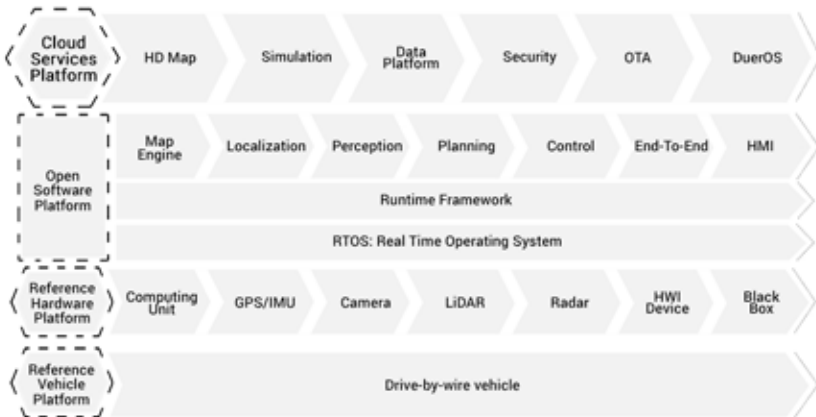 Cloud
Services
Platform
HD Map
Simulation
Data
Platform
Security
OTA
DuerOS
Open
Software
Platform
Map
Engine
Localization
Perception
Planning
Control
End-To-End
HMI
Runtime Framework
RTOS: Real Time Operating System
Reference
Hardware
Platform
Computing
Unit
GPS/IMU
Camera
LiDAR
Radar
HWI
Device
Black
Box
Reference
Vehicle
Platform
Drive-by-wire vehicle